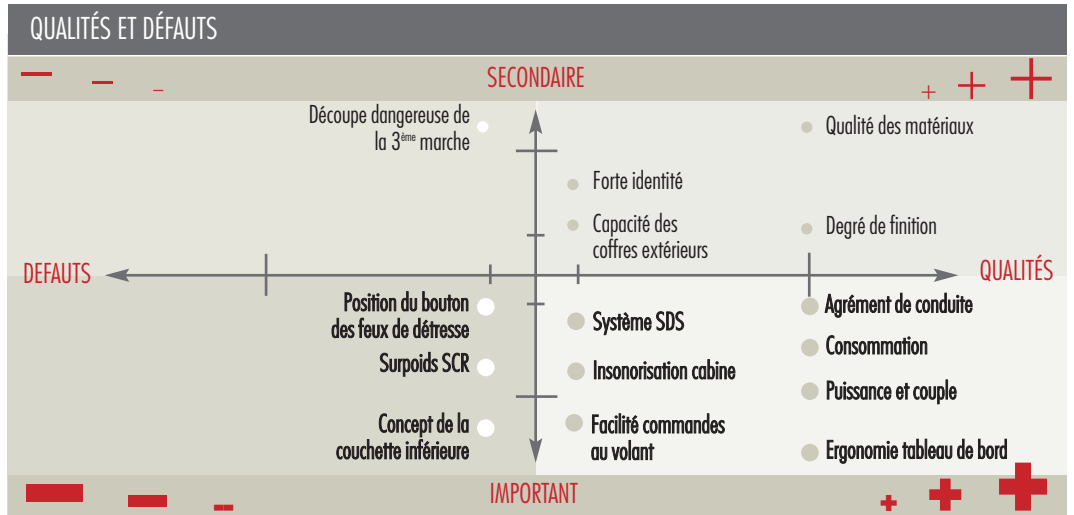 QUALITÉS ET DÉFAUTS
SECONDAIRE
Découpe dangereuse de
la 3ème marche
Qualité des matériaux
Forte identité
Capacité des
coffres extérieurs
Degré de finition
DEFAUTS
QUALITÉS
Position du bouton
des feux de détresse
Surpoids SCR
Concept de la
couchette inférieure
Système SDS
Insonorisation cabine
Facilité commandes
au volant
Agrément de conduite
Consommation
Puissance et couple
Ergonomie tableau de bord
IMPORTANT